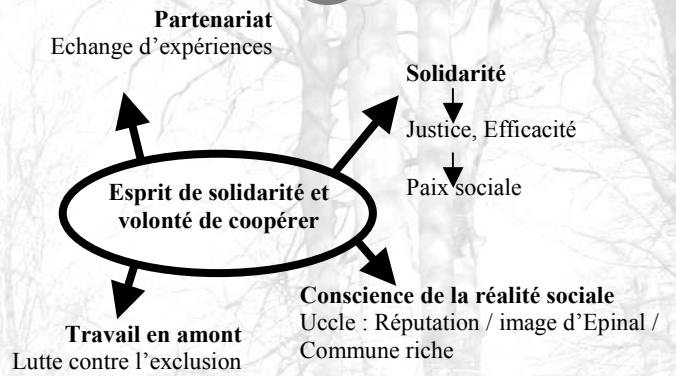 Partenariat
Echange d’expériences
Solidarité
Justice, Efficacité
Paix sociale
Esprit de solidarité et
volonté de coopérer
Conscience de la réalité sociale
Uccle : Réputation / image d’Epinal /
Commune riche
Travail en amont
Lutte contre l’exclusion